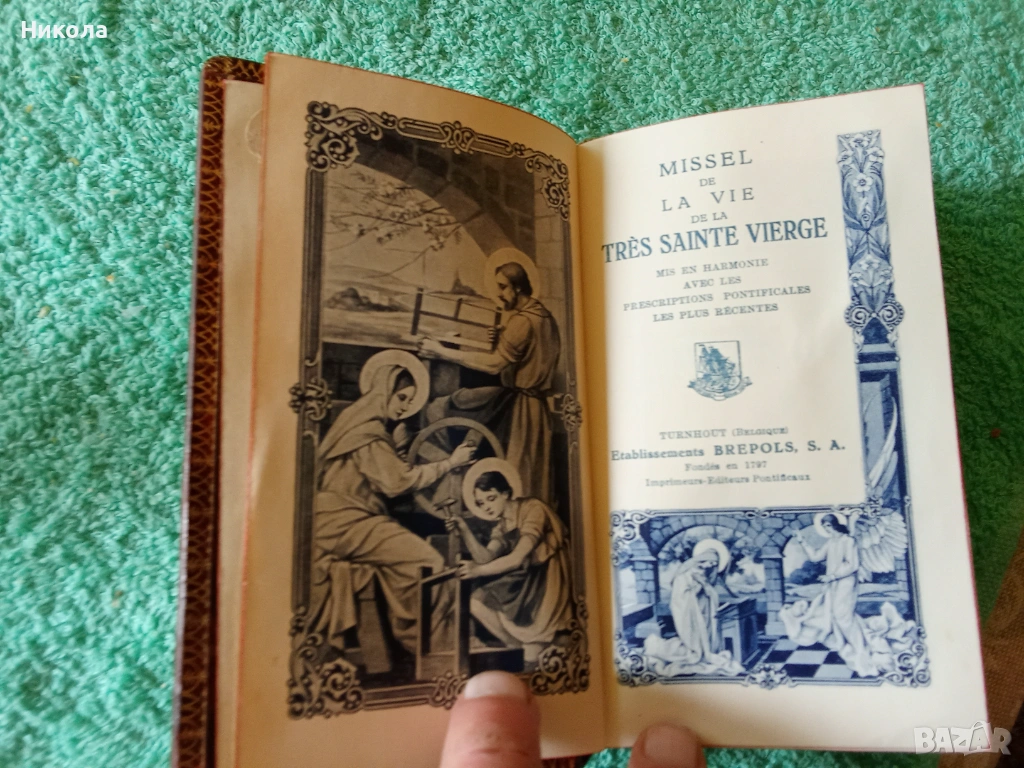 Никола
MISSEL
DE
LA VIE
DE LA
TRÈS SAINTE VIERGE
MIS EN HARMONIE
AVEC LES
PRESCRIPTIONS PONTIFICALES
LES PLUS RÉCENTES
TURNHOUT (BELGIQUE)
Etablissements BREPOLS, S. A.
Fondés en 1797
Imprimeurs-Editeurs Pontificaux
BAZAR